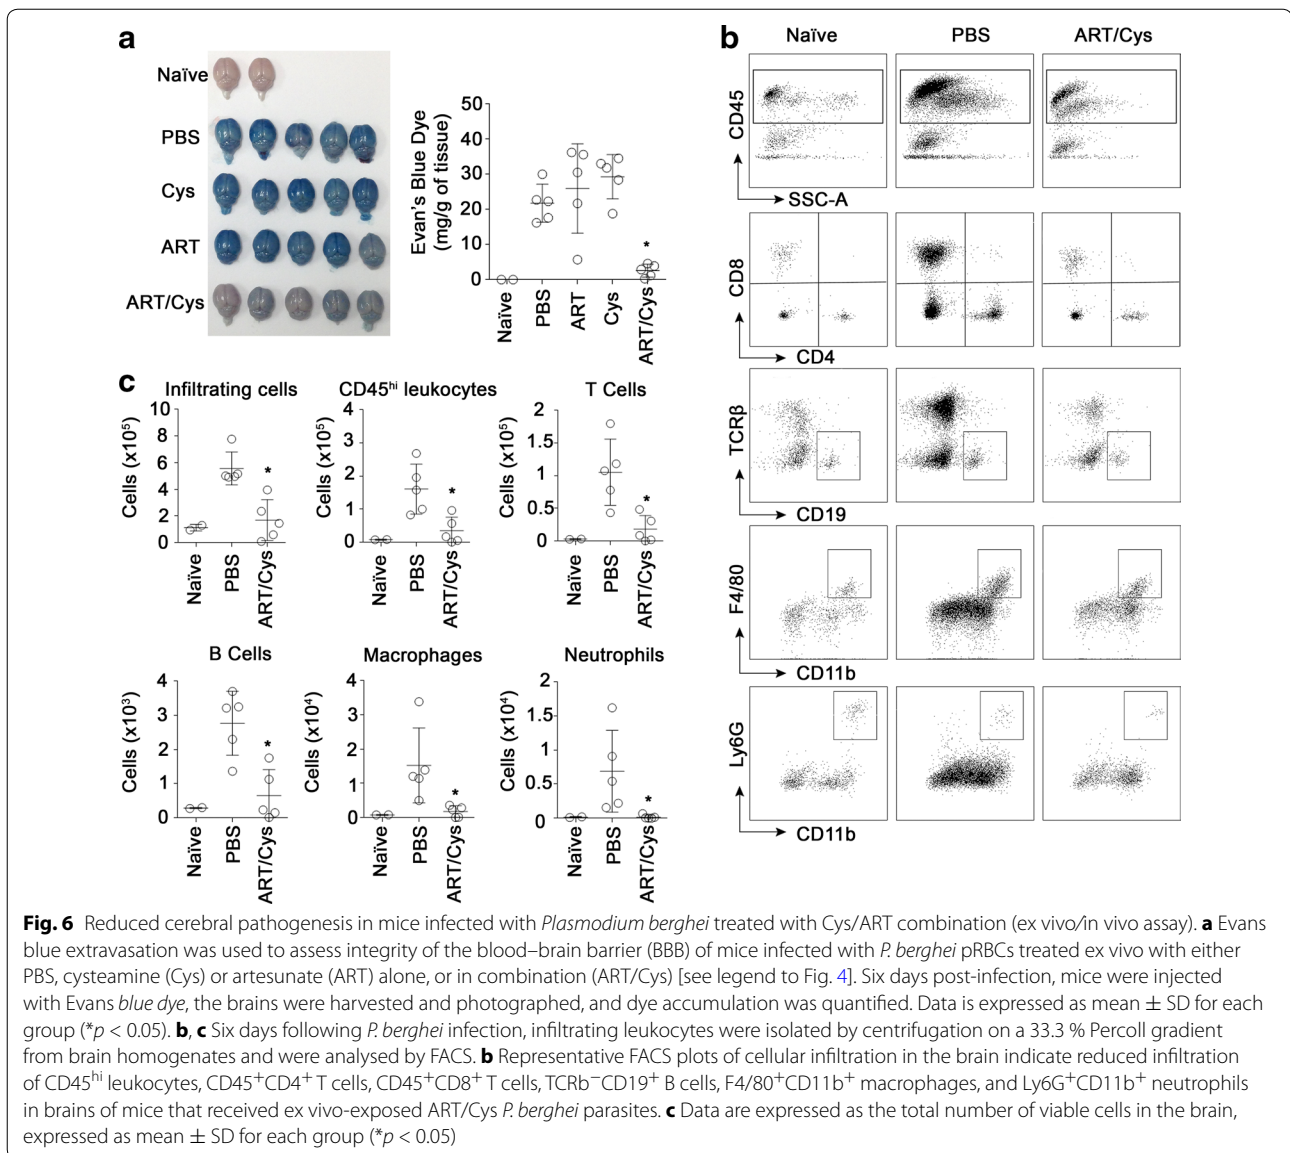 a
Naïve
PBS
Cys
ART
ART/Cys
Evan's Blue Dye
(mg/g of tissue)
50
40
30
20
10
0
*
Naïve
PBS
ART
Cys
ART/Cys
b
Naïve
PBS
ART/Cys
CD45
SSC-A
CD8
CD4
TCRβ
CD19
F4/80
CD11b
Ly6G
CD11b
c
Infiltrating cells
Cells (x10⁵)
10
8
6
4
2
0
*
Naïve
PBS
ART/Cys
CD45ʰⁱ leukocytes
Cells (x10⁵)
4
3
2
1
0
*
Naïve
PBS
ART/Cys
T Cells
Cells (x10⁵)
2
1.5
1
0.5
0
*
Naïve
PBS
ART/Cys
B Cells
Cells (x10³)
4
3
2
1
0
*
Naïve
PBS
ART/Cys
Macrophages
Cells (x10⁴)
4
3
2
1
0
*
Naïve
PBS
ART/Cys
Neutrophils
Cells (x10⁴)
2
1.5
1
0.5
0
*
Naïve
PBS
ART/Cys
Fig. 6 Reduced cerebral pathogenesis in mice infected with Plasmodium berghei treated with Cys/ART combination (ex vivo/in vivo assay). a Evans
blue extravasation was used to assess integrity of the blood–brain barrier (BBB) of mice infected with P. berghei pRBCs treated ex vivo with either
PBS, cysteamine (Cys) or artesunate (ART) alone, or in combination (ART/Cys) [see legend to Fig. 4]. Six days post-infection, mice were injected
with Evans blue dye, the brains were harvested and photographed, and dye accumulation was quantified. Data is expressed as mean ± SD for each
group (*p < 0.05). b, c Six days following P. berghei infection, infiltrating leukocytes were isolated by centrifugation on a 33.3 % Percoll gradient
from brain homogenates and were analysed by FACS. b Representative FACS plots of cellular infiltration in the brain indicate reduced infiltration
of CD45ʰⁱ leukocytes, CD45⁺CD4⁺ T cells, CD45⁺CD8⁺ T cells, TCRb⁻CD19⁺ B cells, F4/80⁺CD11b⁺ macrophages, and Ly6G⁺CD11b⁺ neutrophils
in brains of mice that received ex vivo-exposed ART/Cys P. berghei parasites. c Data are expressed as the total number of viable cells in the brain,
expressed as mean ± SD for each group (*p < 0.05)